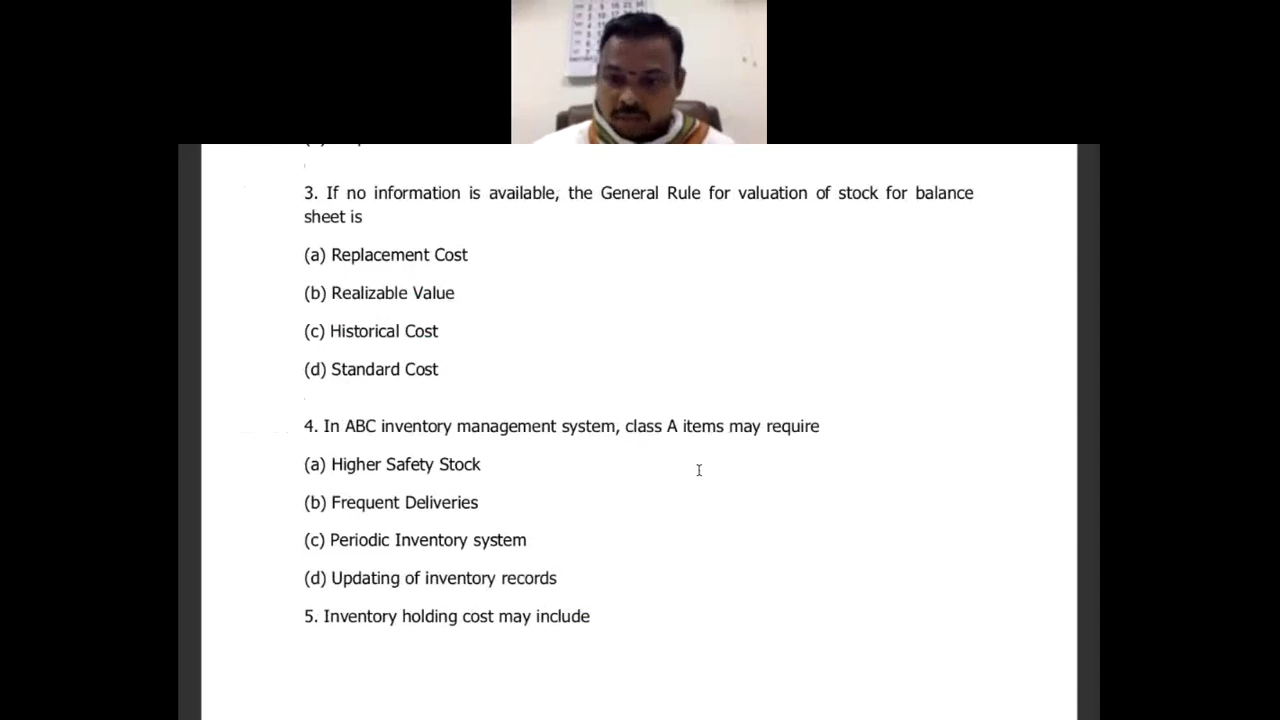 3. If no information is available, the General Rule for valuation of stock for balance
sheet is
(a) Replacement Cost
(b) Realizable Value
(c) Historical Cost
(d) Standard Cost
4. In ABC inventory management system, class A items may require
(a) Higher Safety Stock
(b) Frequent Deliveries
(c) Periodic Inventory system
(d) Updating of inventory records
5. Inventory holding cost may include